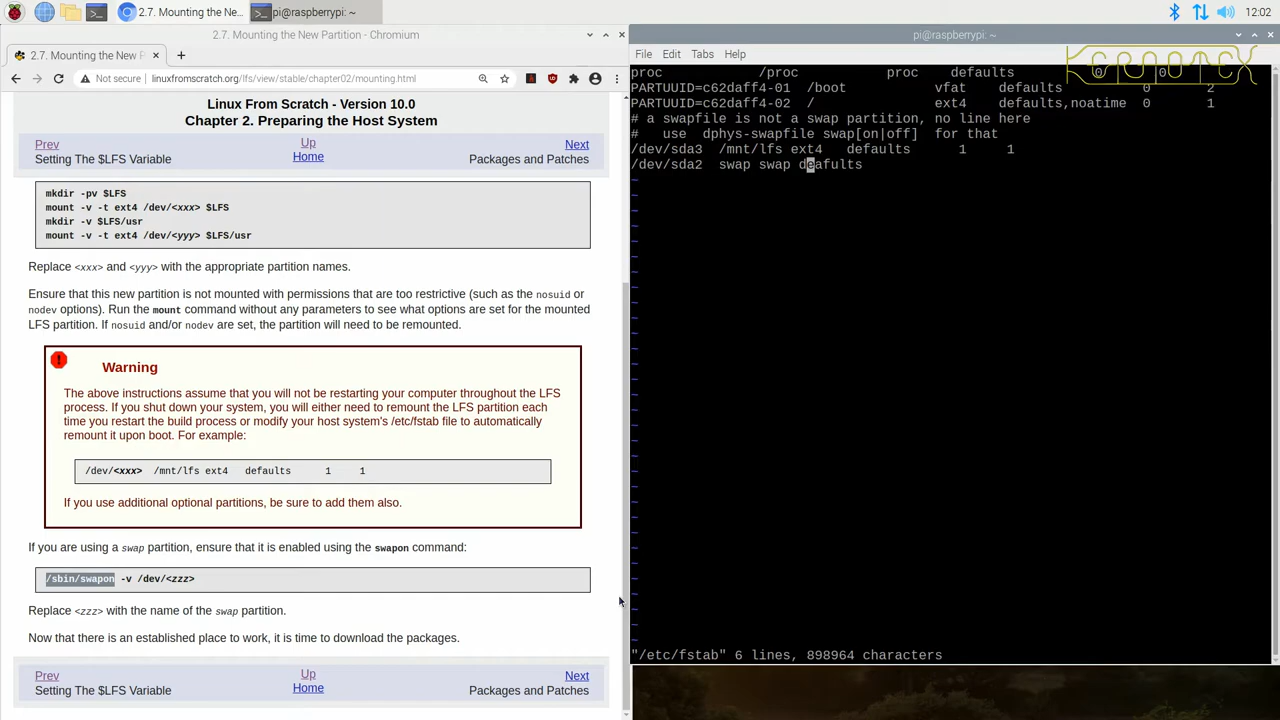 2.7. Mounting the Ne...
pi@raspberrypi: ~
12:02
2.7. Mounting the New Partition - Chromium
2.7. Mounting the New P
Not secure | linuxfromscratch.org/lfs/view/stable/chapter02/mounting.html
Linux From Scratch - Version 10.0
Chapter 2. Preparing the Host System
Prev Up Next
Setting The $LFS Variable Home Packages and Patches
mkdir -pv $LFS
mount -v -t ext4 /dev/<xxx> $LFS
mkdir -v $LFS/usr
mount -v -t ext4 /dev/<yyy> $LFS/usr
Replace <xxx> and <yyy> with the appropriate partition names.
Ensure that this new partition is not mounted with permissions that are too restrictive (such as the nosuid or
nodev options). Run the mount command without any parameters to see what options are set for the mounted
LFS partition. If nosuid and/or nodev are set, the partition will need to be remounted.
Warning
The above instructions assume that you will not be restarting your computer throughout the LFS
process. If you shut down your system, you will either need to remount the LFS partition each
time you restart the build process or modify your host system's /etc/fstab file to automatically
remount it upon boot. For example:
/dev/<xxx> /mnt/lfs ext4 defaults 1 1
If you use additional optional partitions, be sure to add them also.
If you are using a swap partition, ensure that it is enabled using the swapon command:
/sbin/swapon -v /dev/<zzz>
Replace <zzz> with the name of the swap partition.
Now that there is an established place to work, it is time to download the packages.
Prev Up Next
Setting The $LFS Variable Home Packages and Patches
pi@raspberrypi: ~
File Edit Tabs Help
proc /proc proc defaults 0 0
PARTUUID=c62daff4-01 /boot vfat defaults 0 2
PARTUUID=c62daff4-02 / ext4 defaults,noatime 0 1
# a swapfile is not a swap partition, no line here
# use dphys-swapfile swap[on|off] for that
/dev/sda3 /mnt/lfs ext4 defaults 1 1
/dev/sda2 swap swap deafults
"/etc/fstab" 6 lines, 898964 characters